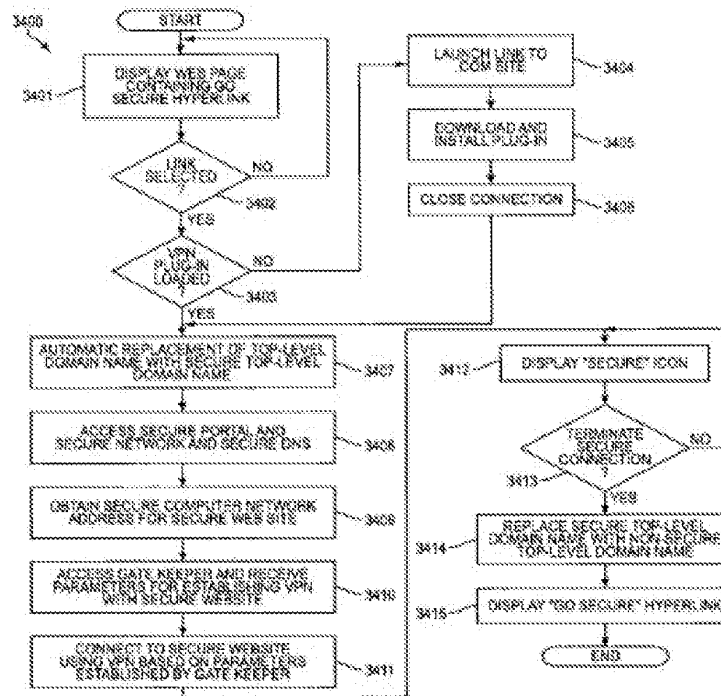 3400
START
DISPLAY WEB PAGE
CONTAINING GO
SECURE HYPERLINK
3401
LINK
SELECTED
?
NO
3402
YES
VPN
PLUG-IN
LOADED
?
NO
3403
YES
LAUNCH LINK TO
.COM SITE
3404
DOWNLOAD AND
INSTALL PLUG-IN
3405
CLOSE CONNECTION
3406
AUTOMATIC REPLACEMENT OF TOP-LEVEL
DOMAIN NAME WITH SECURE TOP-LEVEL
DOMAIN NAME
3407
ACCESS SECURE PORTAL AND
SECURE NETWORK AND SECURE DNS
3408
OBTAIN SECURE COMPUTER NETWORK
ADDRESS FOR SECURE WEB SITE
3409
ACCESS GATE KEEPER AND RECEIVE
PARAMETERS FOR ESTABLISHING VPN
WITH SECURE WEBSITE
3410
CONNECT TO SECURE WEBSITE
USING VPN BASED ON PARAMETERS
ESTABLISHED BY GATE KEEPER
3411
3412
DISPLAY "SECURE" ICON
TERMINATE
SECURE
CONNECTION
?
NO
3413
YES
REPLACE SECURE TOP-LEVEL
DOMAIN NAME WITH NON-SECURE
TOP-LEVEL DOMAIN NAME
3414
DISPLAY "GO SECURE" HYPERLINK
3415
END